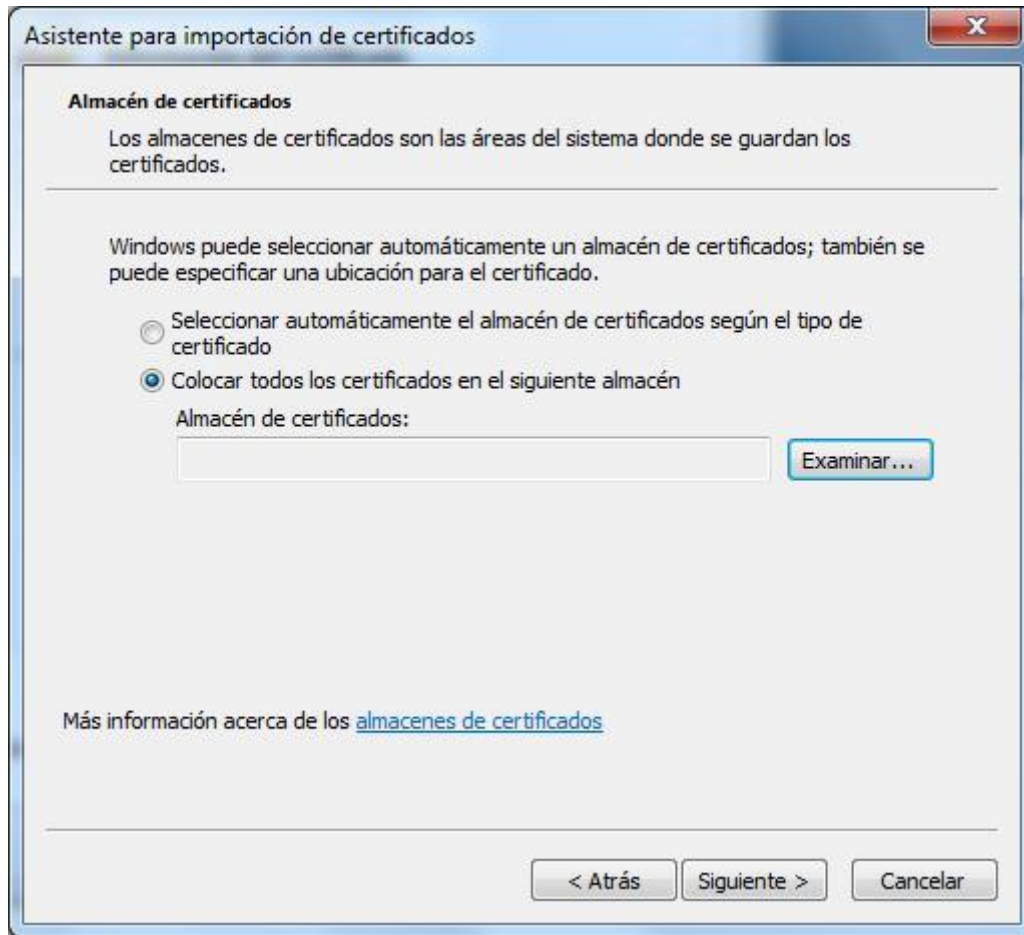 Asistente para importación de certificados
Almacén de certificados
Los almacenes de certificados son las áreas del sistema donde se guardan los
certificados.
Windows puede seleccionar automáticamente un almacén de certificados; también se
puede especificar una ubicación para el certificado.
Seleccionar automáticamente el almacén de certificados según el tipo de
certificado
Colocar todos los certificados en el siguiente almacén
Almacén de certificados:
Examinar...
Más información acerca de los almacenes de certificados
< Atrás Siguiente > Cancelar